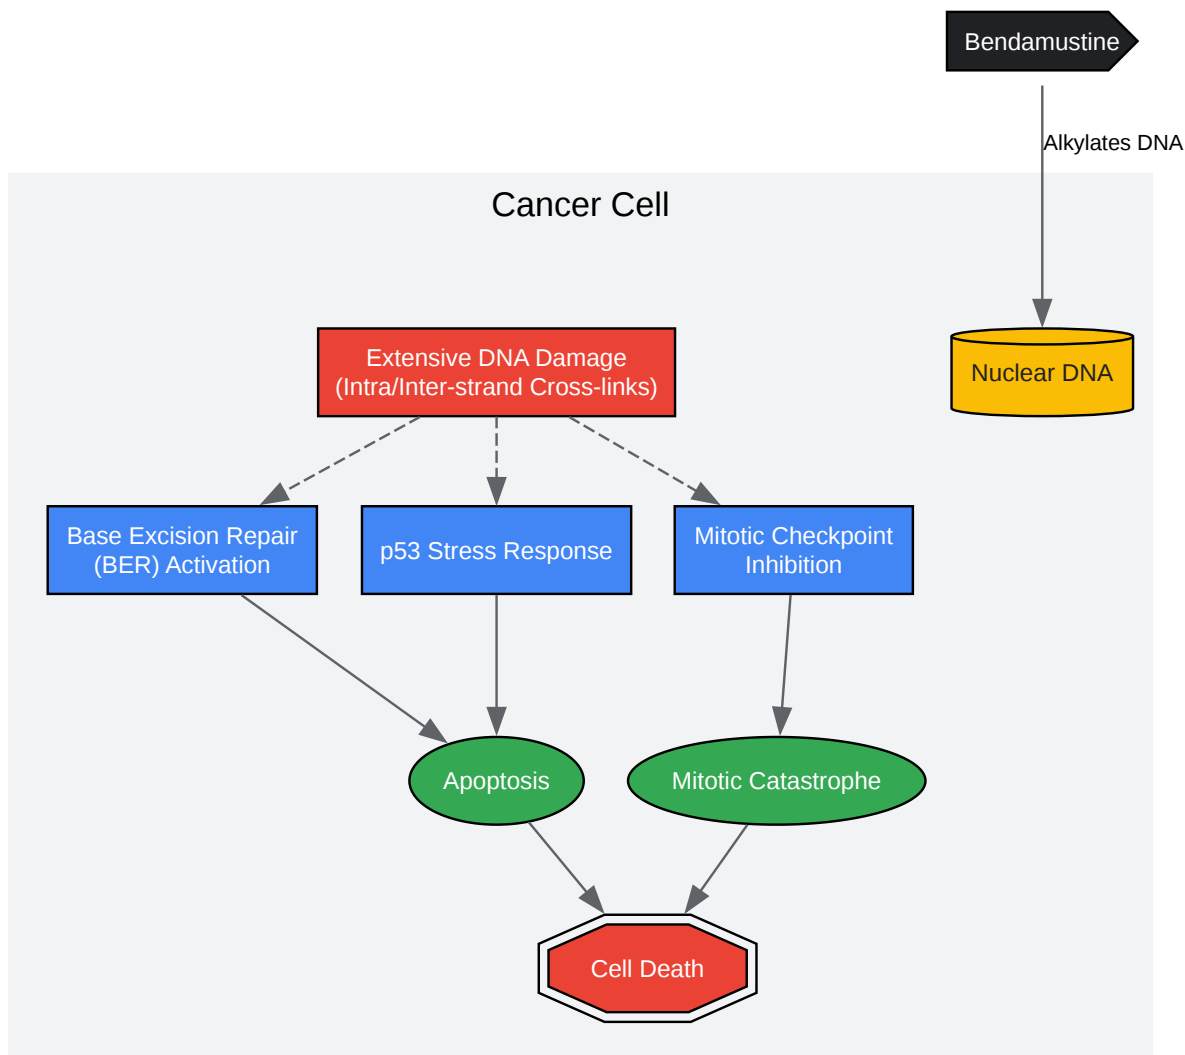 Bendamustine
Alkylates DNA
Cancer Cell
Extensive DNA Damage
(Intra/Inter-strand Cross-links)
Nuclear DNA
Base Excision Repair
(BER) Activation
p53 Stress Response
Mitotic Checkpoint
Inhibition
Apoptosis
Mitotic Catastrophe
Cell Death